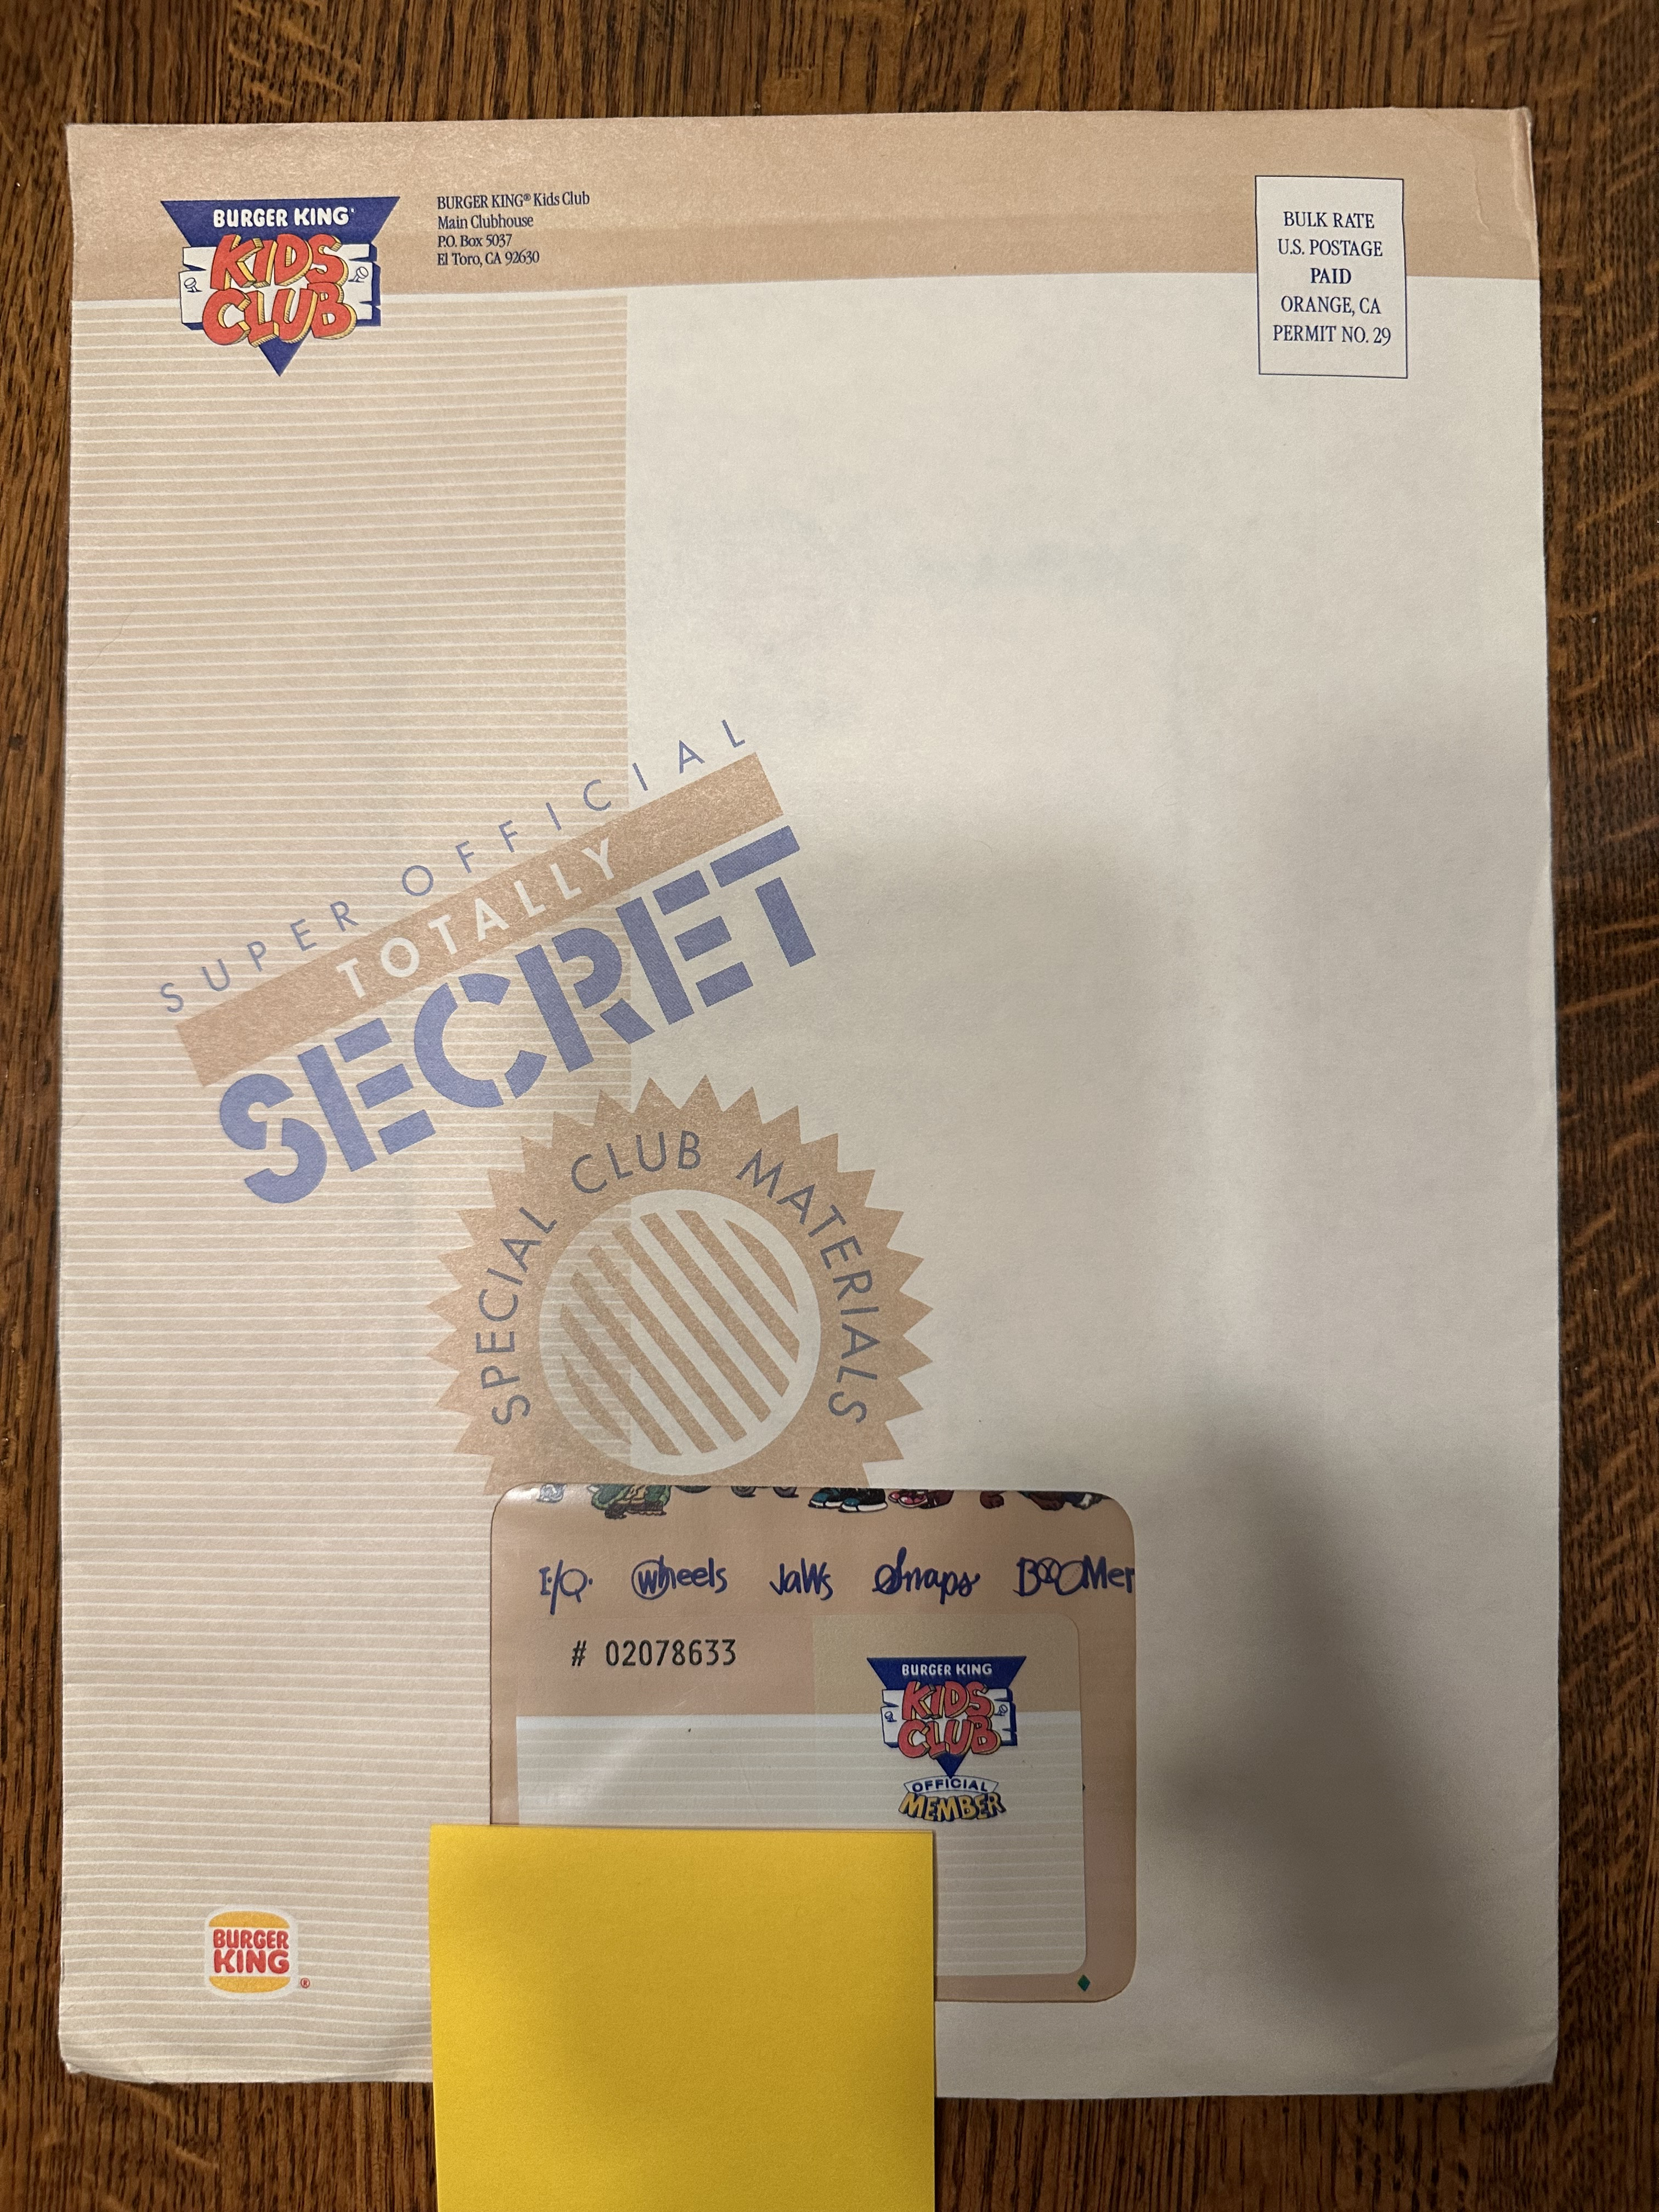 BURGER KING
KIDS
CLUB
BURGER KING® Kids Club
Main Clubhouse
P.O. Box 5037
El Toro, CA 92630
BULK RATE
U.S. POSTAGE
PAID
ORANGE, CA
PERMIT NO. 29
SUPER OFFICIAL
TOTALLY
SECRET
SPECIAL CLUB MATERIALS
I/Q. Wheels JaWs Snaps BOOMer
# 02078633
BURGER KING
KIDS
CLUB
OFFICIAL
MEMBER
BURGER
KING®